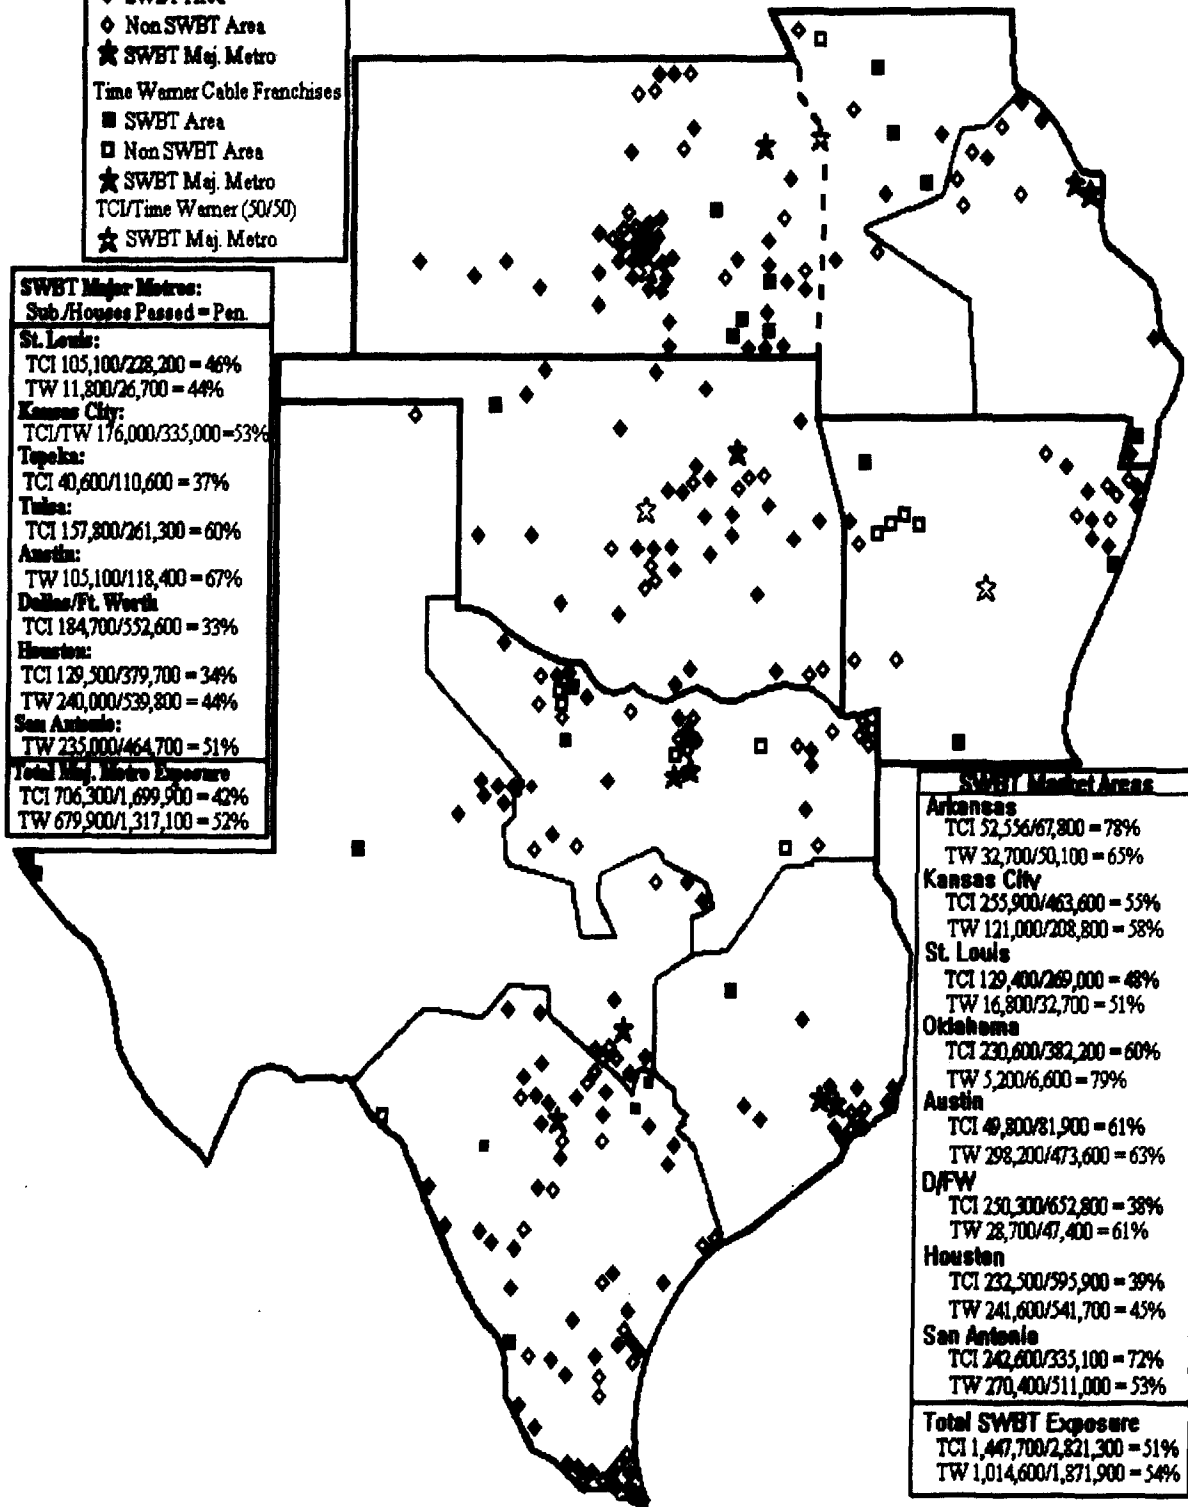 SWBT Area
Non SWBT Area
SWBT Maj. Metro
Time Warner Cable Franchises
SWBT Area
Non SWBT Area
SWBT Maj. Metro
TCI/Time Warner (50/50)
SWBT Maj. Metro
SWBT Major Metros:
Sub./Houses Passed = Pen.
St. Louis:
TCI 105,100/228,200 = 46%
TW 11,800/26,700 = 44%
Kansas City:
TCI/TW 176,000/335,000 =53%
Topeka:
TCI 40,600/110,600 = 37%
Tulsa:
TCI 157,800/261,300 = 60%
Austin:
TW 105,100/118,400 = 67%
Dallas/Ft. Worth
TCI 184,700/552,600 = 33%
Houston:
TCI 129,500/379,700 = 34%
TW 240,000/539,800 = 44%
San Antonio:
TW 235,000/464,700 = 51%
Total Maj. Metro Exposure
TCI 706,300/1,699,900 = 42%
TW 679,900/1,317,100 = 52%
SWBT Market Areas
Arkansas
TCI 52,556/67,800 = 78%
TW 32,700/50,100 = 65%
Kansas City
TCI 255,900/463,600 = 55%
TW 121,000/208,800 = 58%
St. Louis
TCI 129,400/269,000 = 48%
TW 16,800/32,700 = 51%
Oklahoma
TCI 230,600/382,200 = 60%
TW 5,200/6,600 = 79%
Austin
TCI 49,800/81,900 = 61%
TW 298,200/473,600 = 63%
D/FW
TCI 250,300/652,800 = 38%
TW 28,700/47,400 = 61%
Houston
TCI 232,500/595,900 = 39%
TW 241,600/541,700 = 45%
San Antonio
TCI 242,600/335,100 = 72%
TW 270,400/511,000 = 53%
Total SWBT Exposure
TCI 1,447,700/2,821,300 = 51%
TW 1,014,600/1,871,900 = 54%